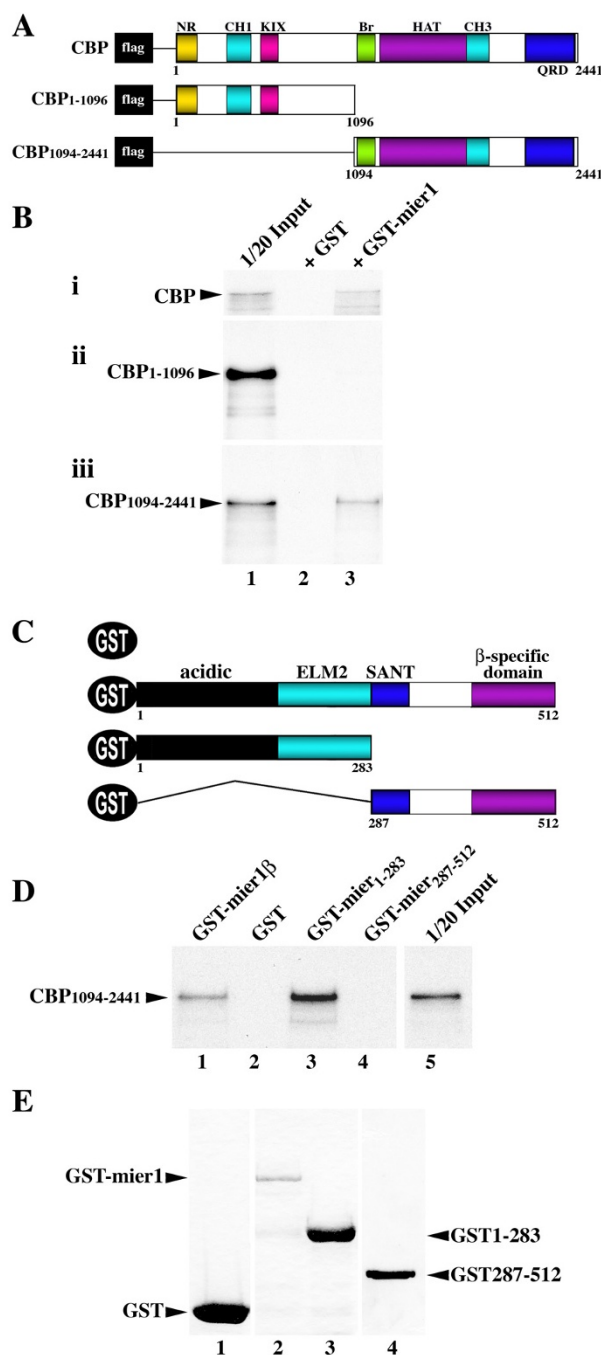 A
NR CH1 KIX Br HAT CH3
CBP flag
1 QRD 2441
CBP1-1096 flag
1 1096
CBP1094-2441 flag
1094 2441
B
1/20 Input + GST + GST-mier1
i
CBP
ii
CBP1-1096
iii
CBP1094-2441
1 2 3
C
GST
acidic ELM2 SANT β-specific
domain
GST
1 512
GST
1 283
GST
287 512
D
GST-mier1β GST GST-mier1-283 GST-mier287-512 1/20 Input
CBP1094-2441
1 2 3 4 5
E
GST-mier1
GST1-283
GST287-512
GST
1 2 3 4